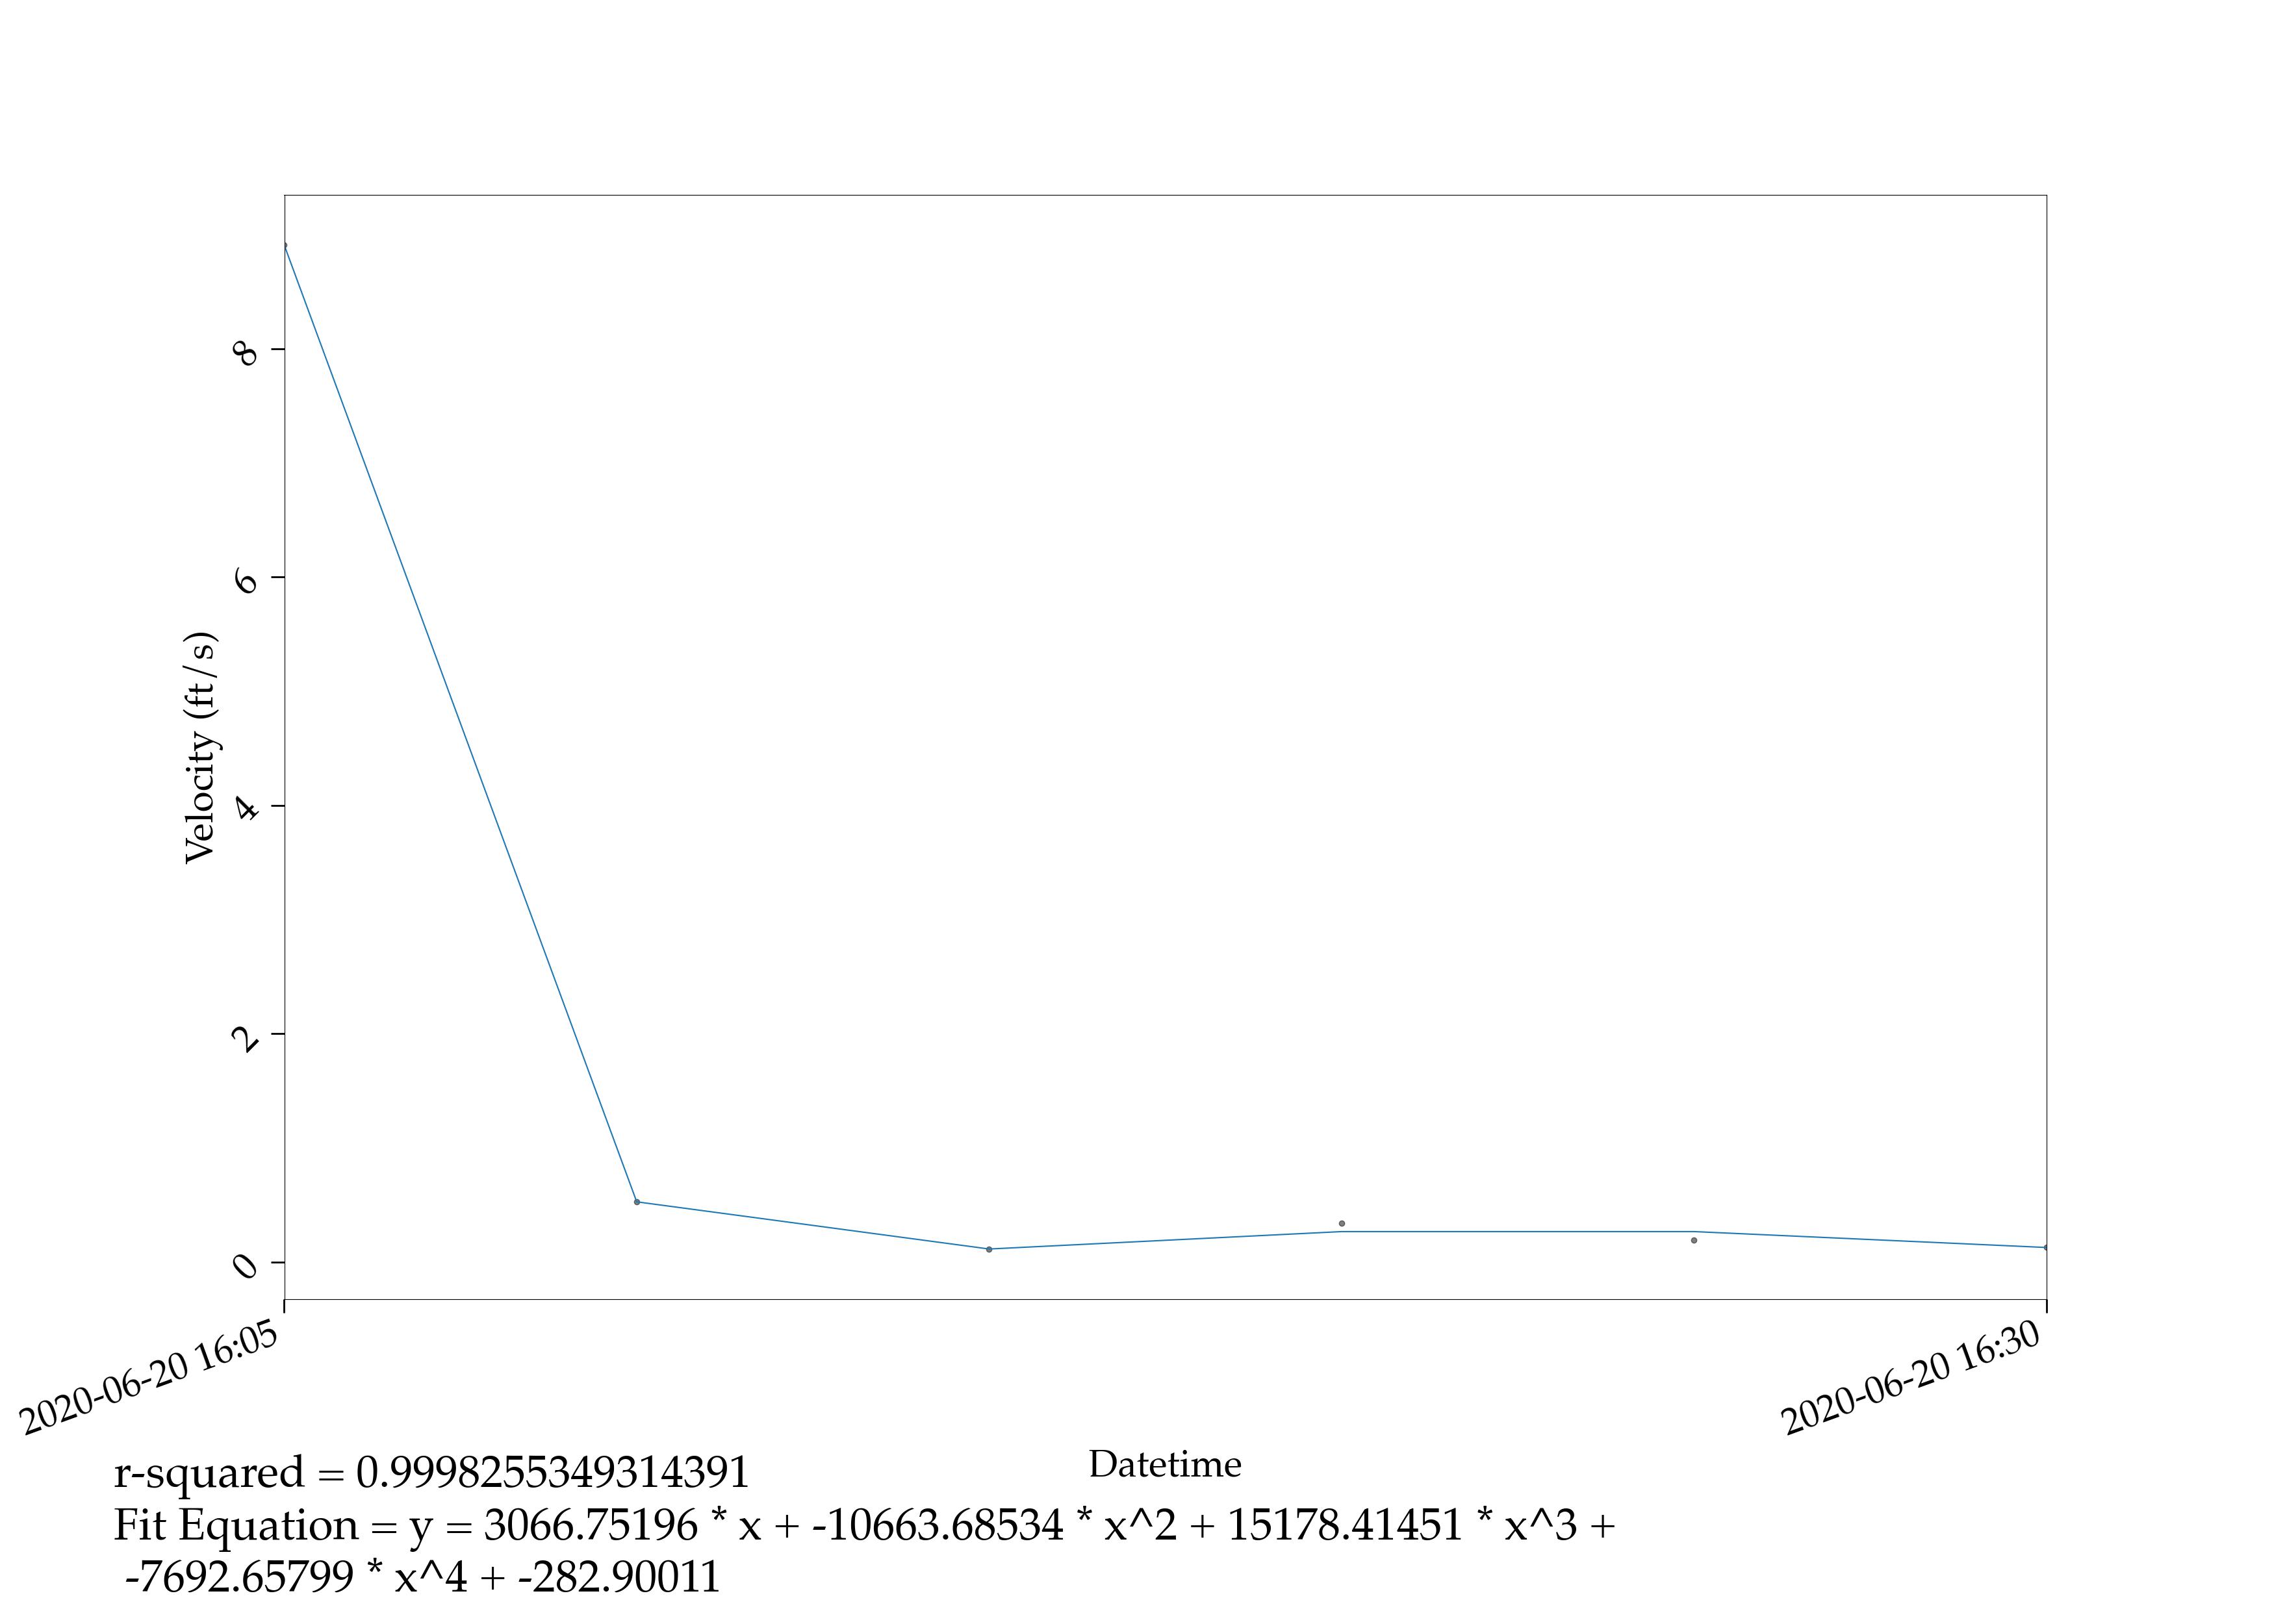 8
6
4
2
0
Velocity (ft/s)
2020-06-20 16:05
2020-06-20 16:30
Datetime
r-squared = 0.9998255349314391
Fit Equation = y = 3066.75196 * x + -10663.68534 * x^2 + 15178.41451 * x^3 +
-7692.65799 * x^4 + -282.90011